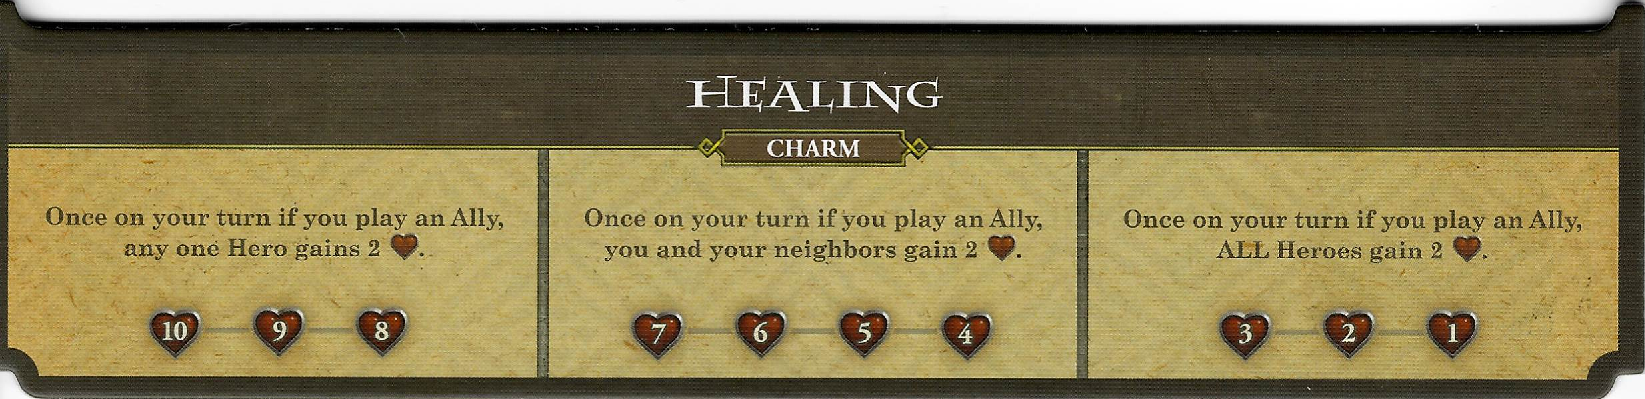 HEALING
CHARM
Once on your turn if you play an Ally,
any one Hero gains 2 .
10 9 8
Once on your turn if you play an Ally,
you and your neighbors gain 2 .
7 6 5 4
Once on your turn if you play an Ally,
ALL Heroes gain 2 .
3 2 1